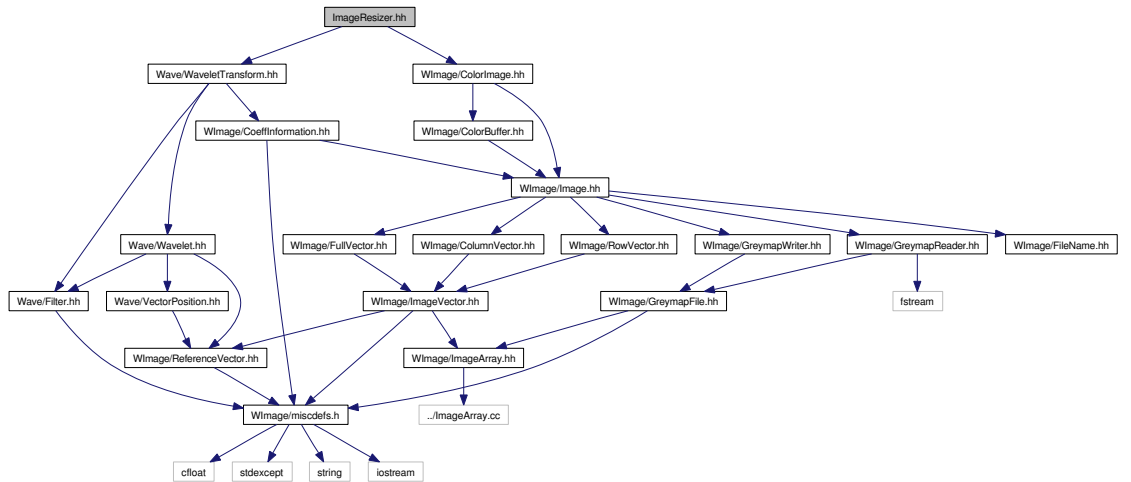 ImageResizer.hh
Wave/WaveletTransform.hh
WImage/ColorImage.hh
WImage/CoeffInformation.hh
WImage/ColorBuffer.hh
WImage/Image.hh
Wave/Wavelet.hh
WImage/FullVector.hh
WImage/ColumnVector.hh
WImage/RowVector.hh
WImage/GreymapWriter.hh
WImage/GreymapReader.hh
WImage/FileName.hh
Wave/Filter.hh
Wave/VectorPosition.hh
WImage/ImageVector.hh
WImage/GreymapFile.hh
fstream
WImage/ReferenceVector.hh
WImage/ImageArray.hh
WImage/miscdefs.h
../ImageArray.cc
cfloat
stdexcept
string
iostream